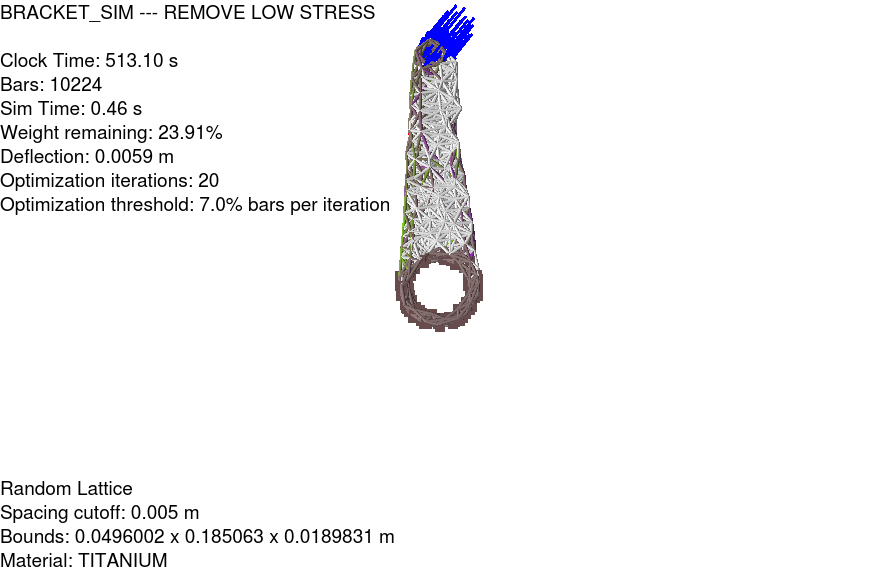 BRACKET_SIM --- REMOVE LOW STRESS
Clock Time: 513.10 s
Bars: 10224
Sim Time: 0.46 s
Weight remaining: 23.91%
Deflection: 0.0059 m
Optimization iterations: 20
Optimization threshold: 7.0% bars per iteration
Random Lattice
Spacing cutoff: 0.005 m
Bounds: 0.0496002 x 0.185063 x 0.0189831 m
Material: TITANIUM